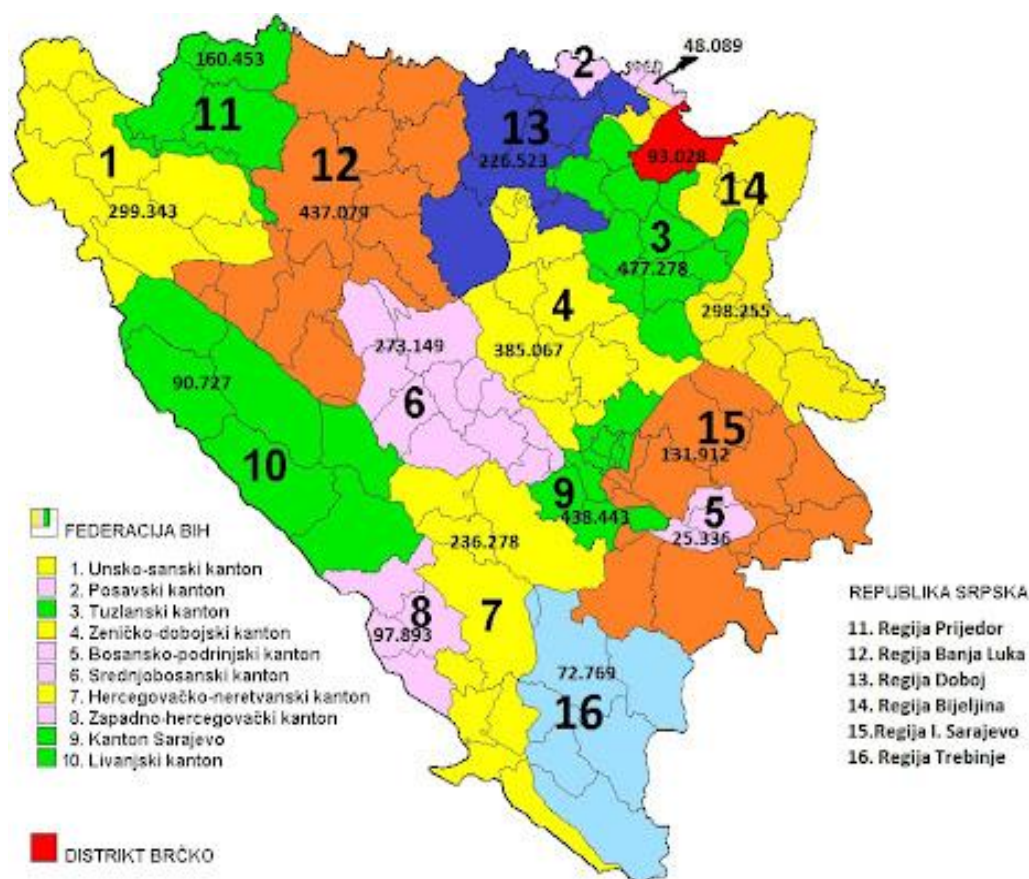 160.453
2
48.089
11
13
93.028
1
12
226.523
14
299.343
437.079
3
477.278
4
298.255
273.149
385.067
90.727
6
15
131.912
10
9
5
438.443
25.336
236.278
8
7
97.893
72.769
16
FEDERACIJA BIH
1. Unsko-sanski kanton
2. Posavski kanton
3. Tuzlanski kanton
4. Zeničko-dobojski kanton
5. Bosansko-podrinjski kanton
6. Srednjobosanski kanton
7. Hercegovačko-neretvanski kanton
8. Zapadno-hercegovački kanton
9. Kanton Sarajevo
10. Livanjski kanton
DISTRIKT BRČKO
REPUBLIKA SRPSKA
11. Regija Prijedor
12. Regija Banja Luka
13. Regija Doboj
14. Regija Bijeljina
15.Regija I. Sarajevo
16. Regija Trebinje